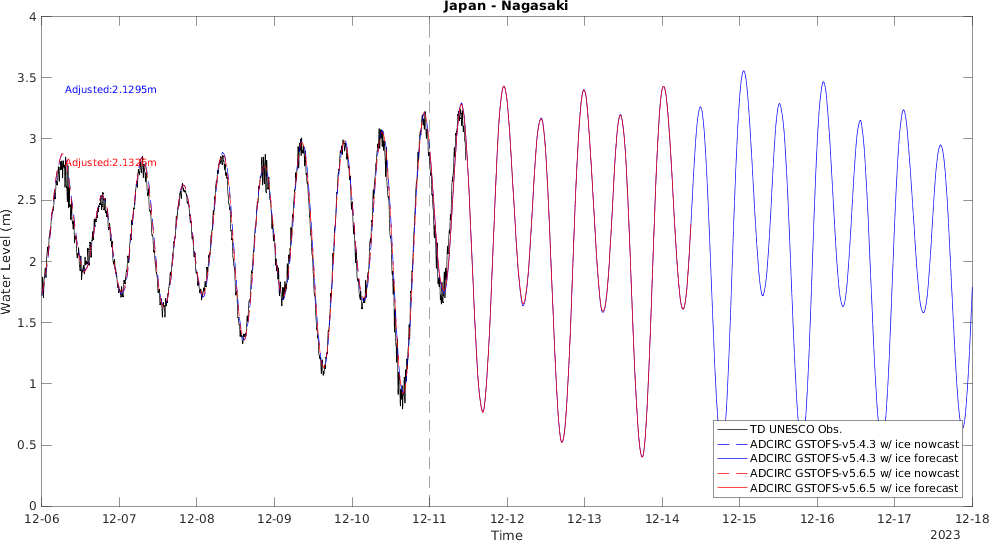 Japan - Nagasaki
4
3.5
3
2.5
2
1.5
1
0.5
0
Water Level (m)
Adjusted:2.1295m
Adjusted:2.1325m
TD UNESCO Obs.
ADCIRC GSTOFS-v5.4.3 w/ ice nowcast
ADCIRC GSTOFS-v5.4.3 w/ ice forecast
ADCIRC GSTOFS-v5.6.5 w/ ice nowcast
ADCIRC GSTOFS-v5.6.5 w/ ice forecast
12-06 12-07 12-08 12-09 12-10 12-11 12-12 12-13 12-14 12-15 12-16 12-17 12-18
Time
2023